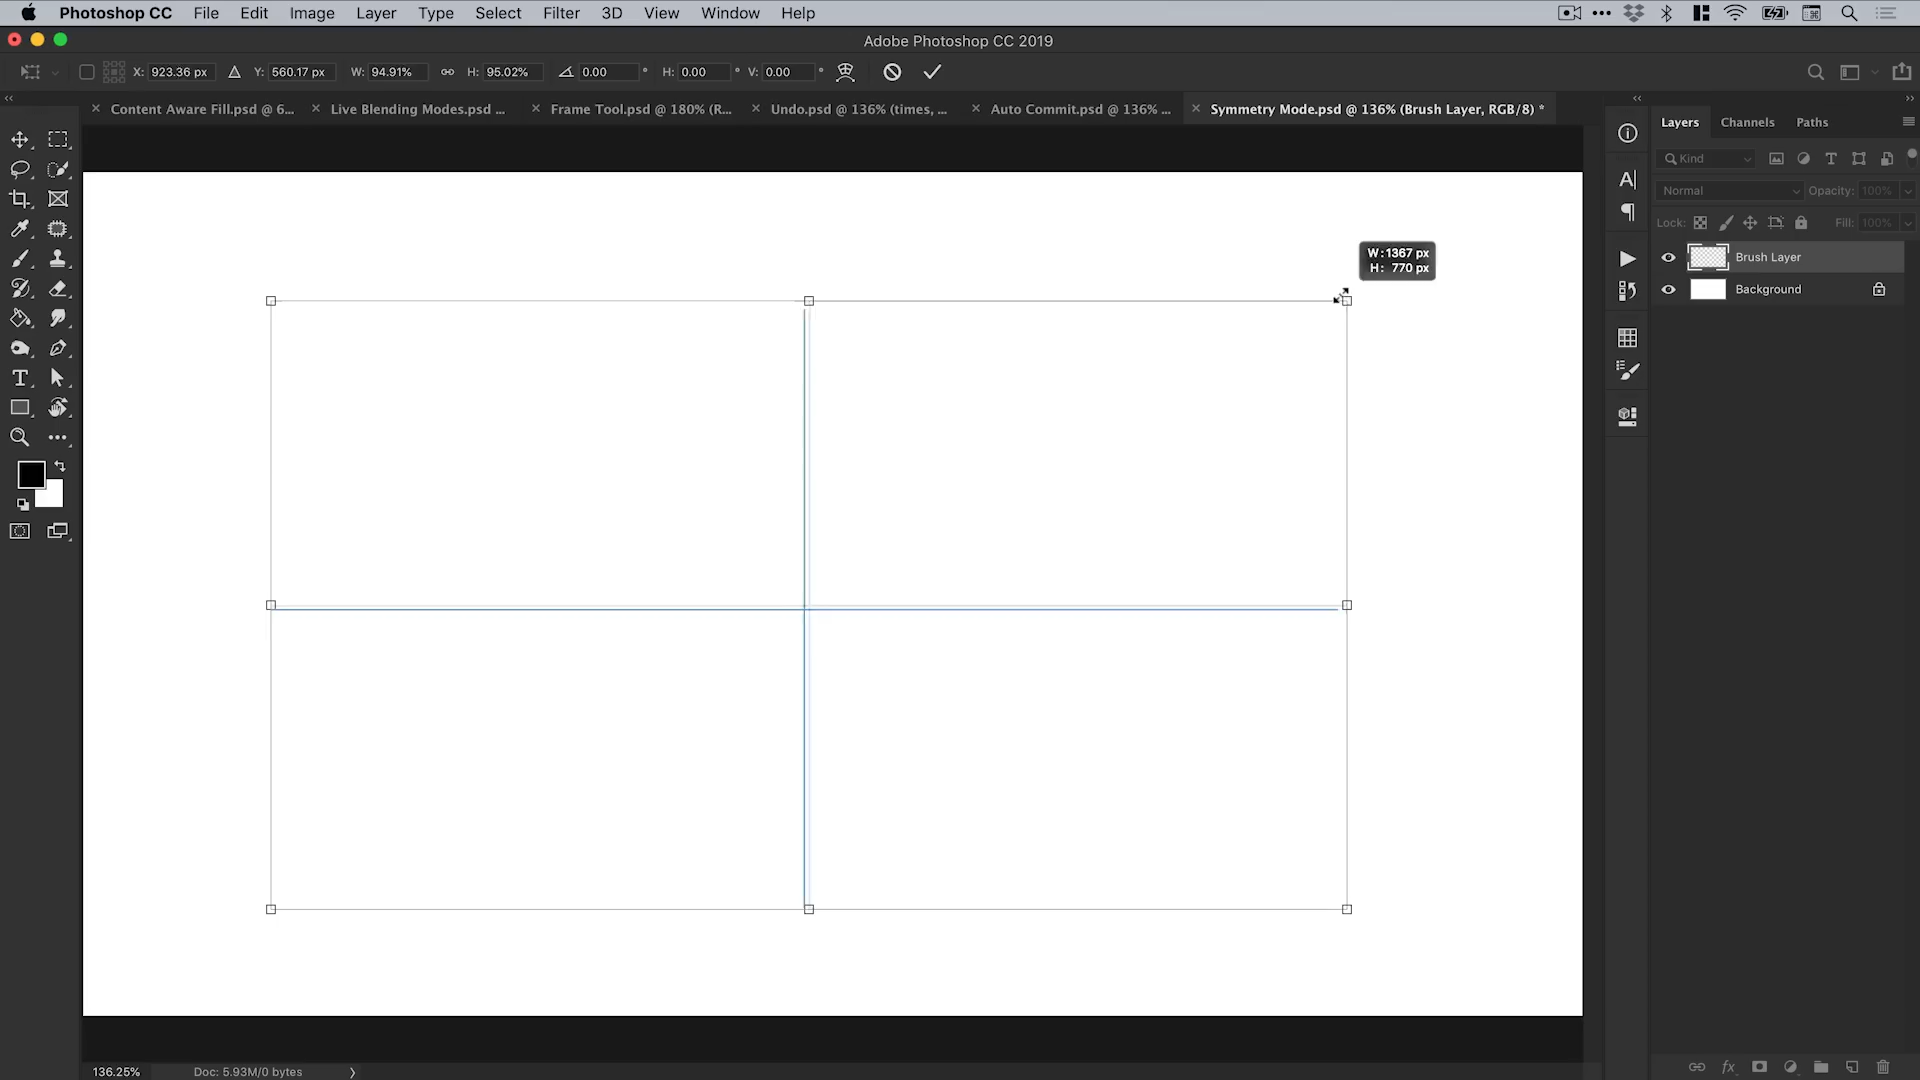 Photoshop CC File Edit Image Layer Type Select Filter 3D View Window Help
Adobe Photoshop CC 2019
X: 923.36 px Y: 560.17 px W: 94.91% H: 95.02% 0.00 ° H: 0.00 ° V: 0.00 °
Content Aware Fill.psd @ 6... Live Blending Modes.psd ... Frame Tool.psd @ 180% (R... Undo.psd @ 136% (times, ... Auto Commit.psd @ 136% ... Symmetry Mode.psd @ 136% (Brush Layer, RGB/8) *
Layers Channels Paths
Kind
Normal Opacity: 100%
Lock: Fill: 100%
Brush Layer
Background
W: 1367 px
H: 770 px
136.25% Doc: 5.93M/0 bytes